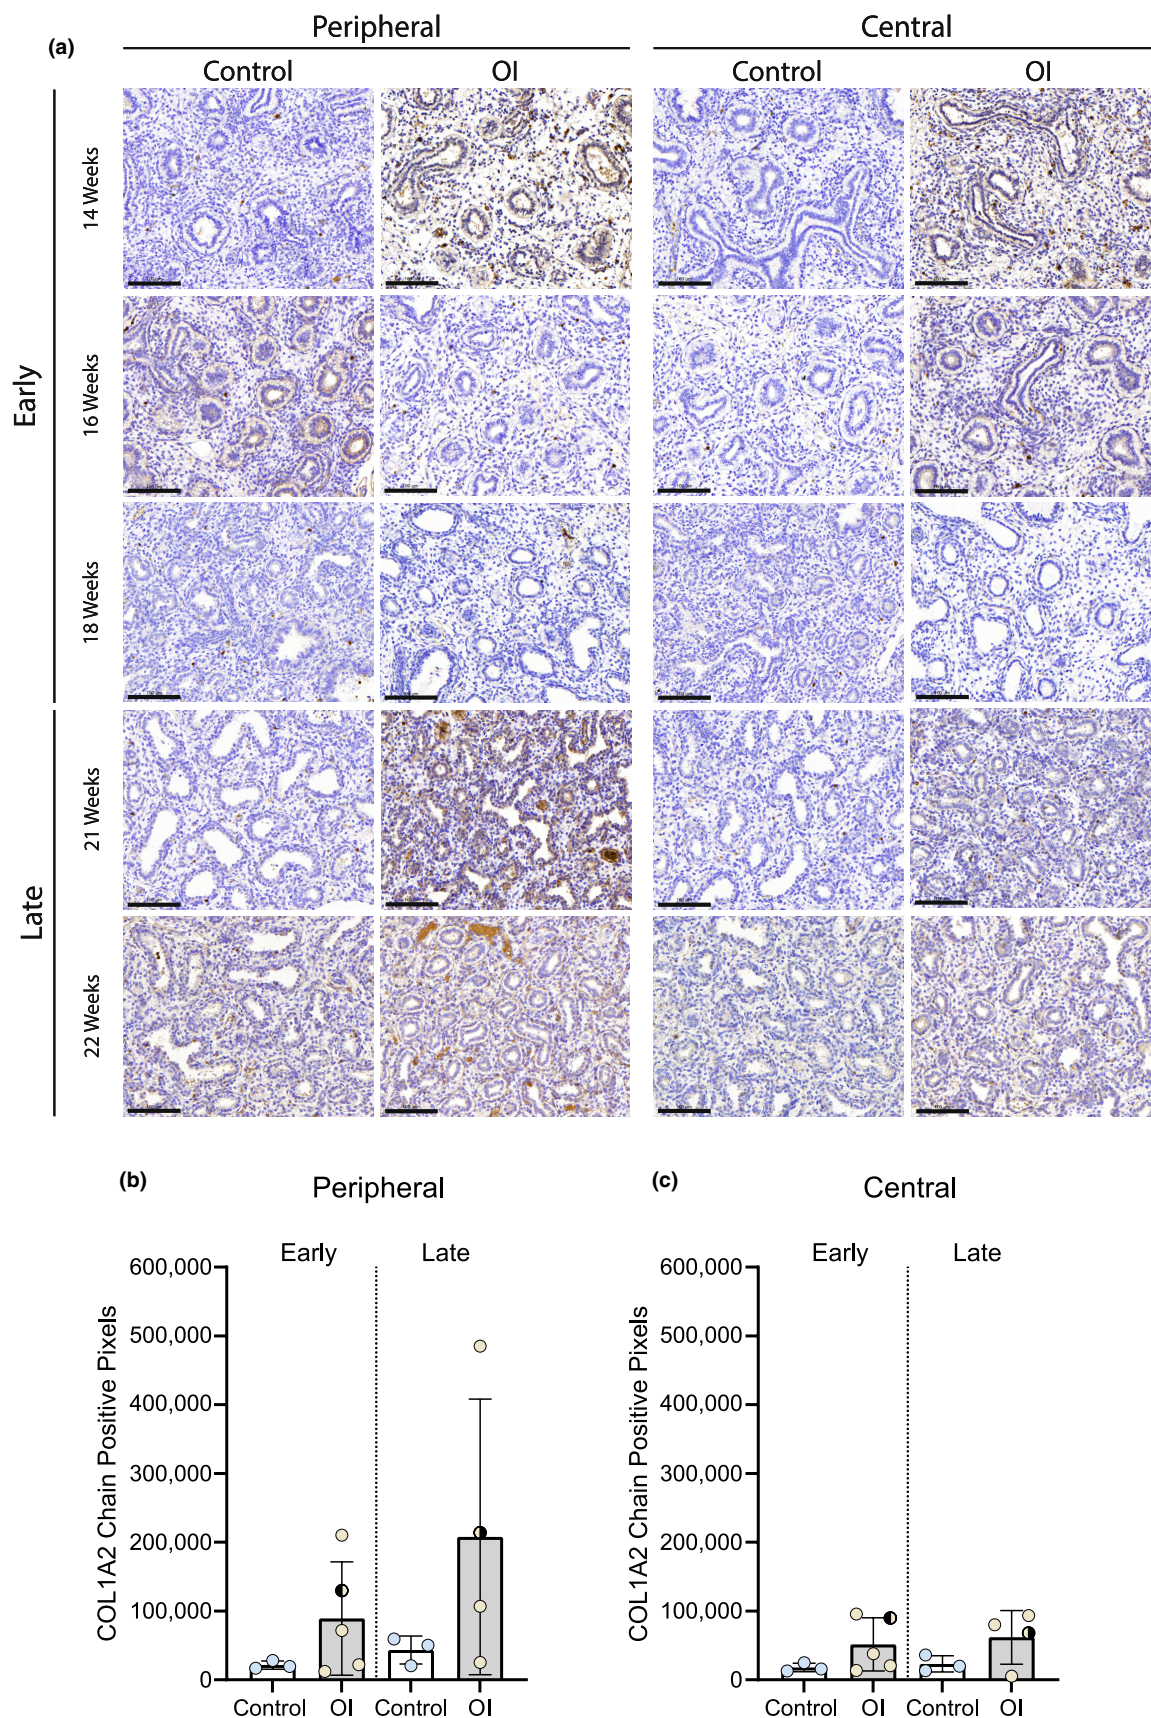 (a)
Peripheral
Central
Control
OI
Control
OI
Early
14 Weeks
16 Weeks
18 Weeks
Late
21 Weeks
22 Weeks
(b)
Peripheral
(c)
Central
Early
Late
COL1A2 Chain Positive Pixels
600,000
500,000
400,000
300,000
200,000
100,000
0
Control
OI
Control
OI
Early
Late
COL1A2 Chain Positive Pixels
600,000
500,000
400,000
300,000
200,000
100,000
0
Control
OI
Control
OI